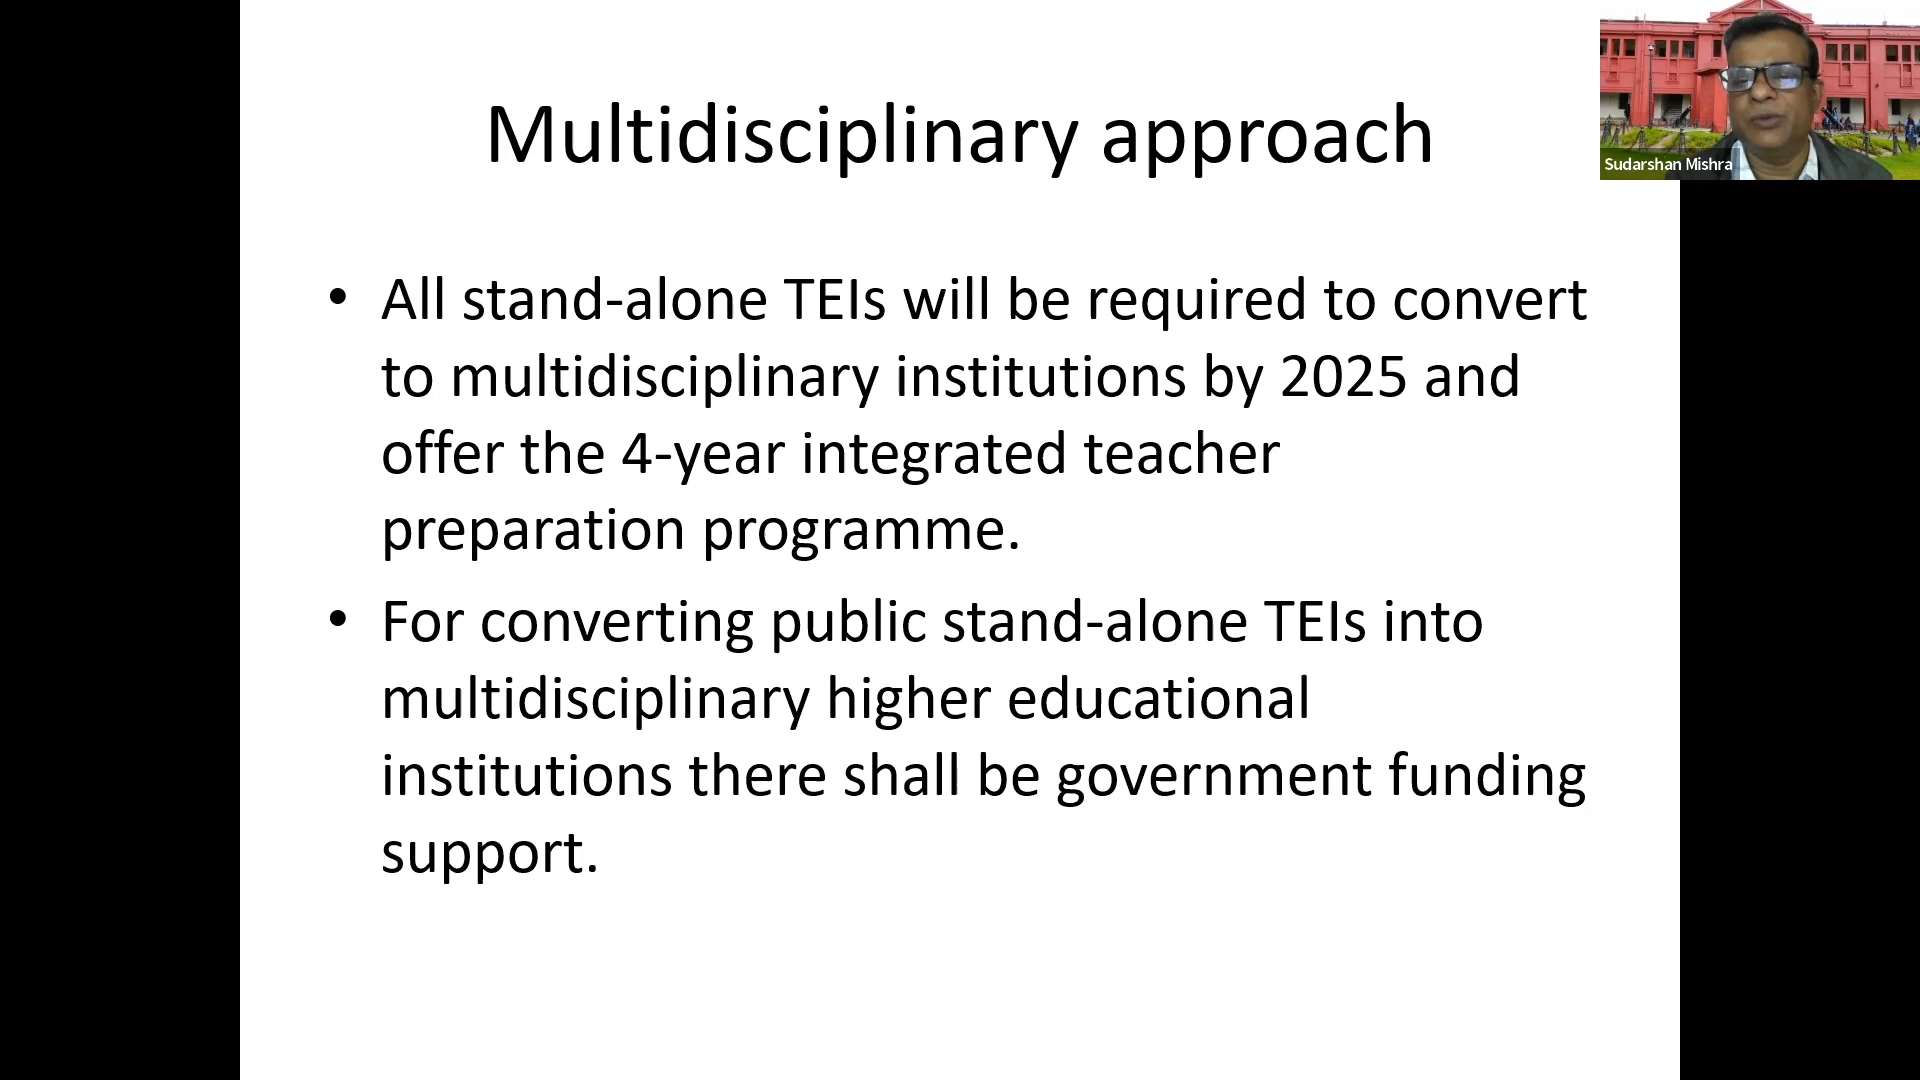 Multidisciplinary approach
Sudarshan Mishra
• All stand-alone TEIs will be required to convert
to multidisciplinary institutions by 2025 and
offer the 4-year integrated teacher
preparation programme.
• For converting public stand-alone TEIs into
multidisciplinary higher educational
institutions there shall be government funding
support.